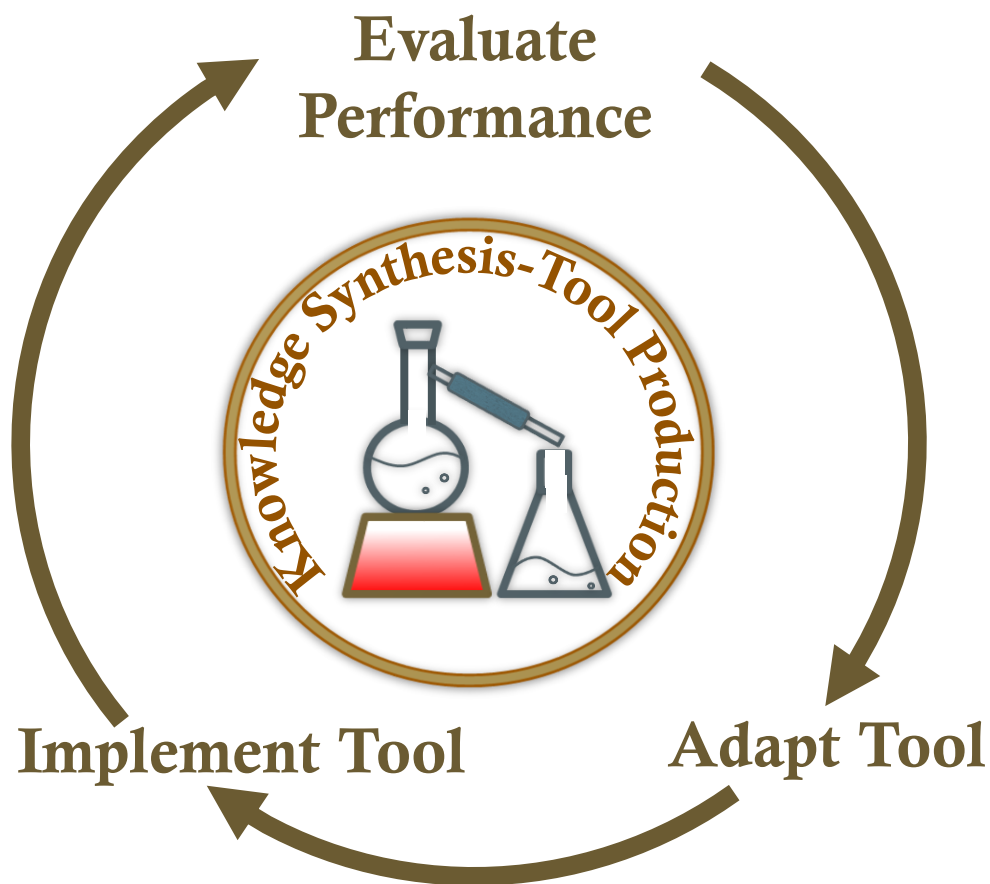 Evaluate
Performance
Knowledge Synthesis-Tool Production
Implement Tool
Adapt Tool